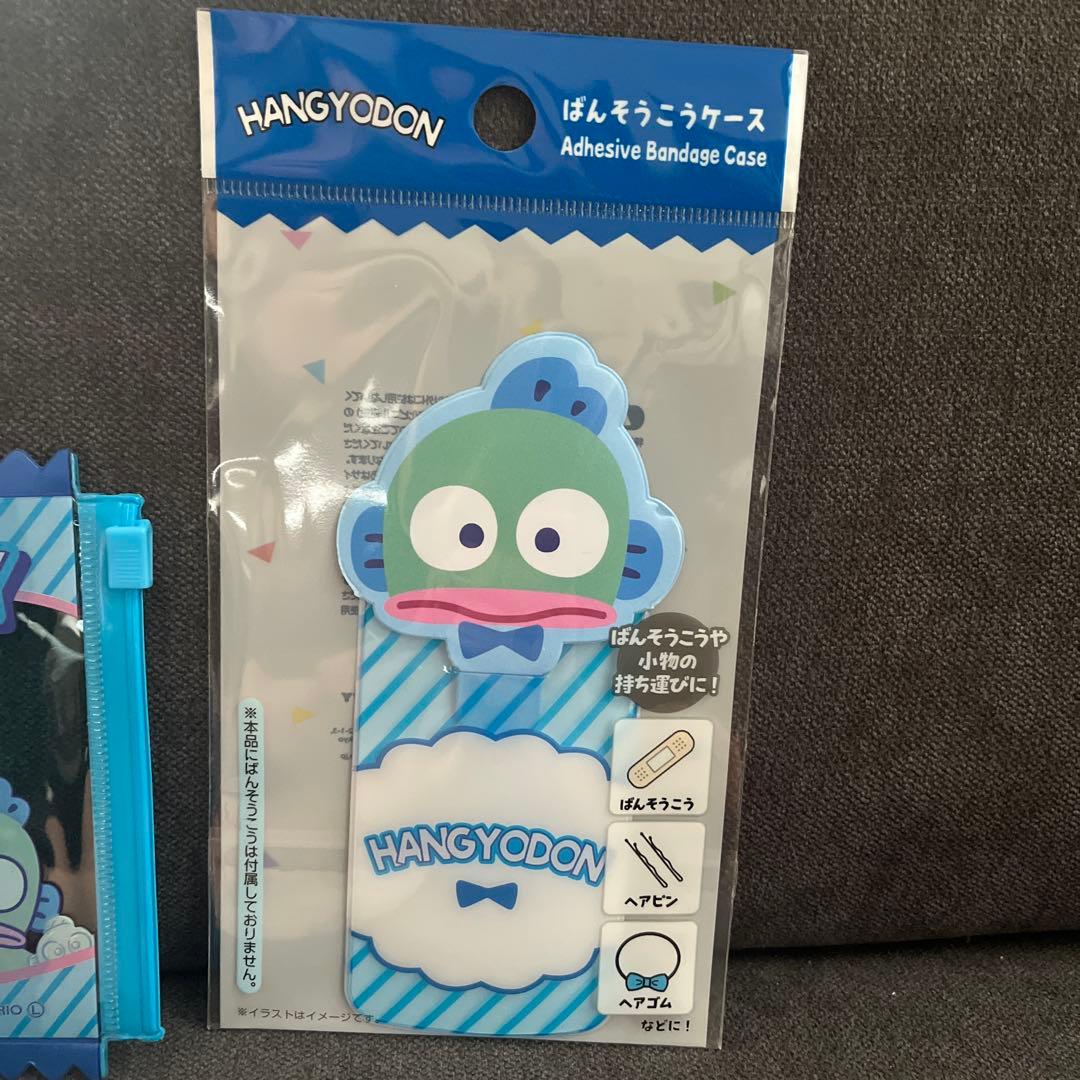 HANGYODON
ばんそうこうケース
Adhesive Bandage Case
ばんそうこうや
小物の
持ち運びに!
ばんそうこう
ヘアピン
ヘアゴム
などに!
HANGYODON
※本品にばんそうこうは付属しておりません。
※イラストはイメージです。
RIO Ⓛ